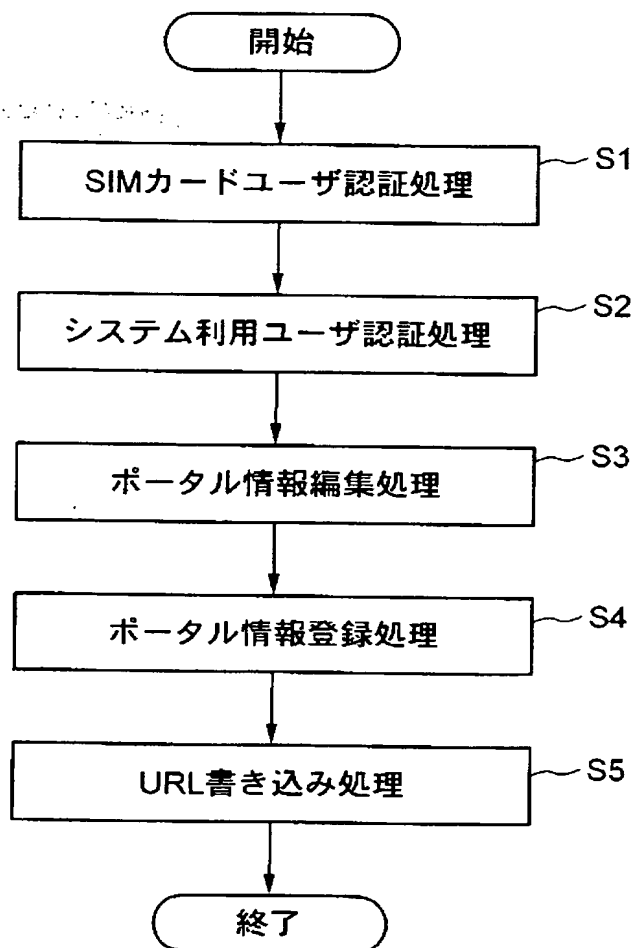 開始
SIMカードユーザ認証処理
S1
システム利用ユーザ認証処理
S2
ポータル情報編集処理
S3
ポータル情報登録処理
S4
URL書き込み処理
S5
終了